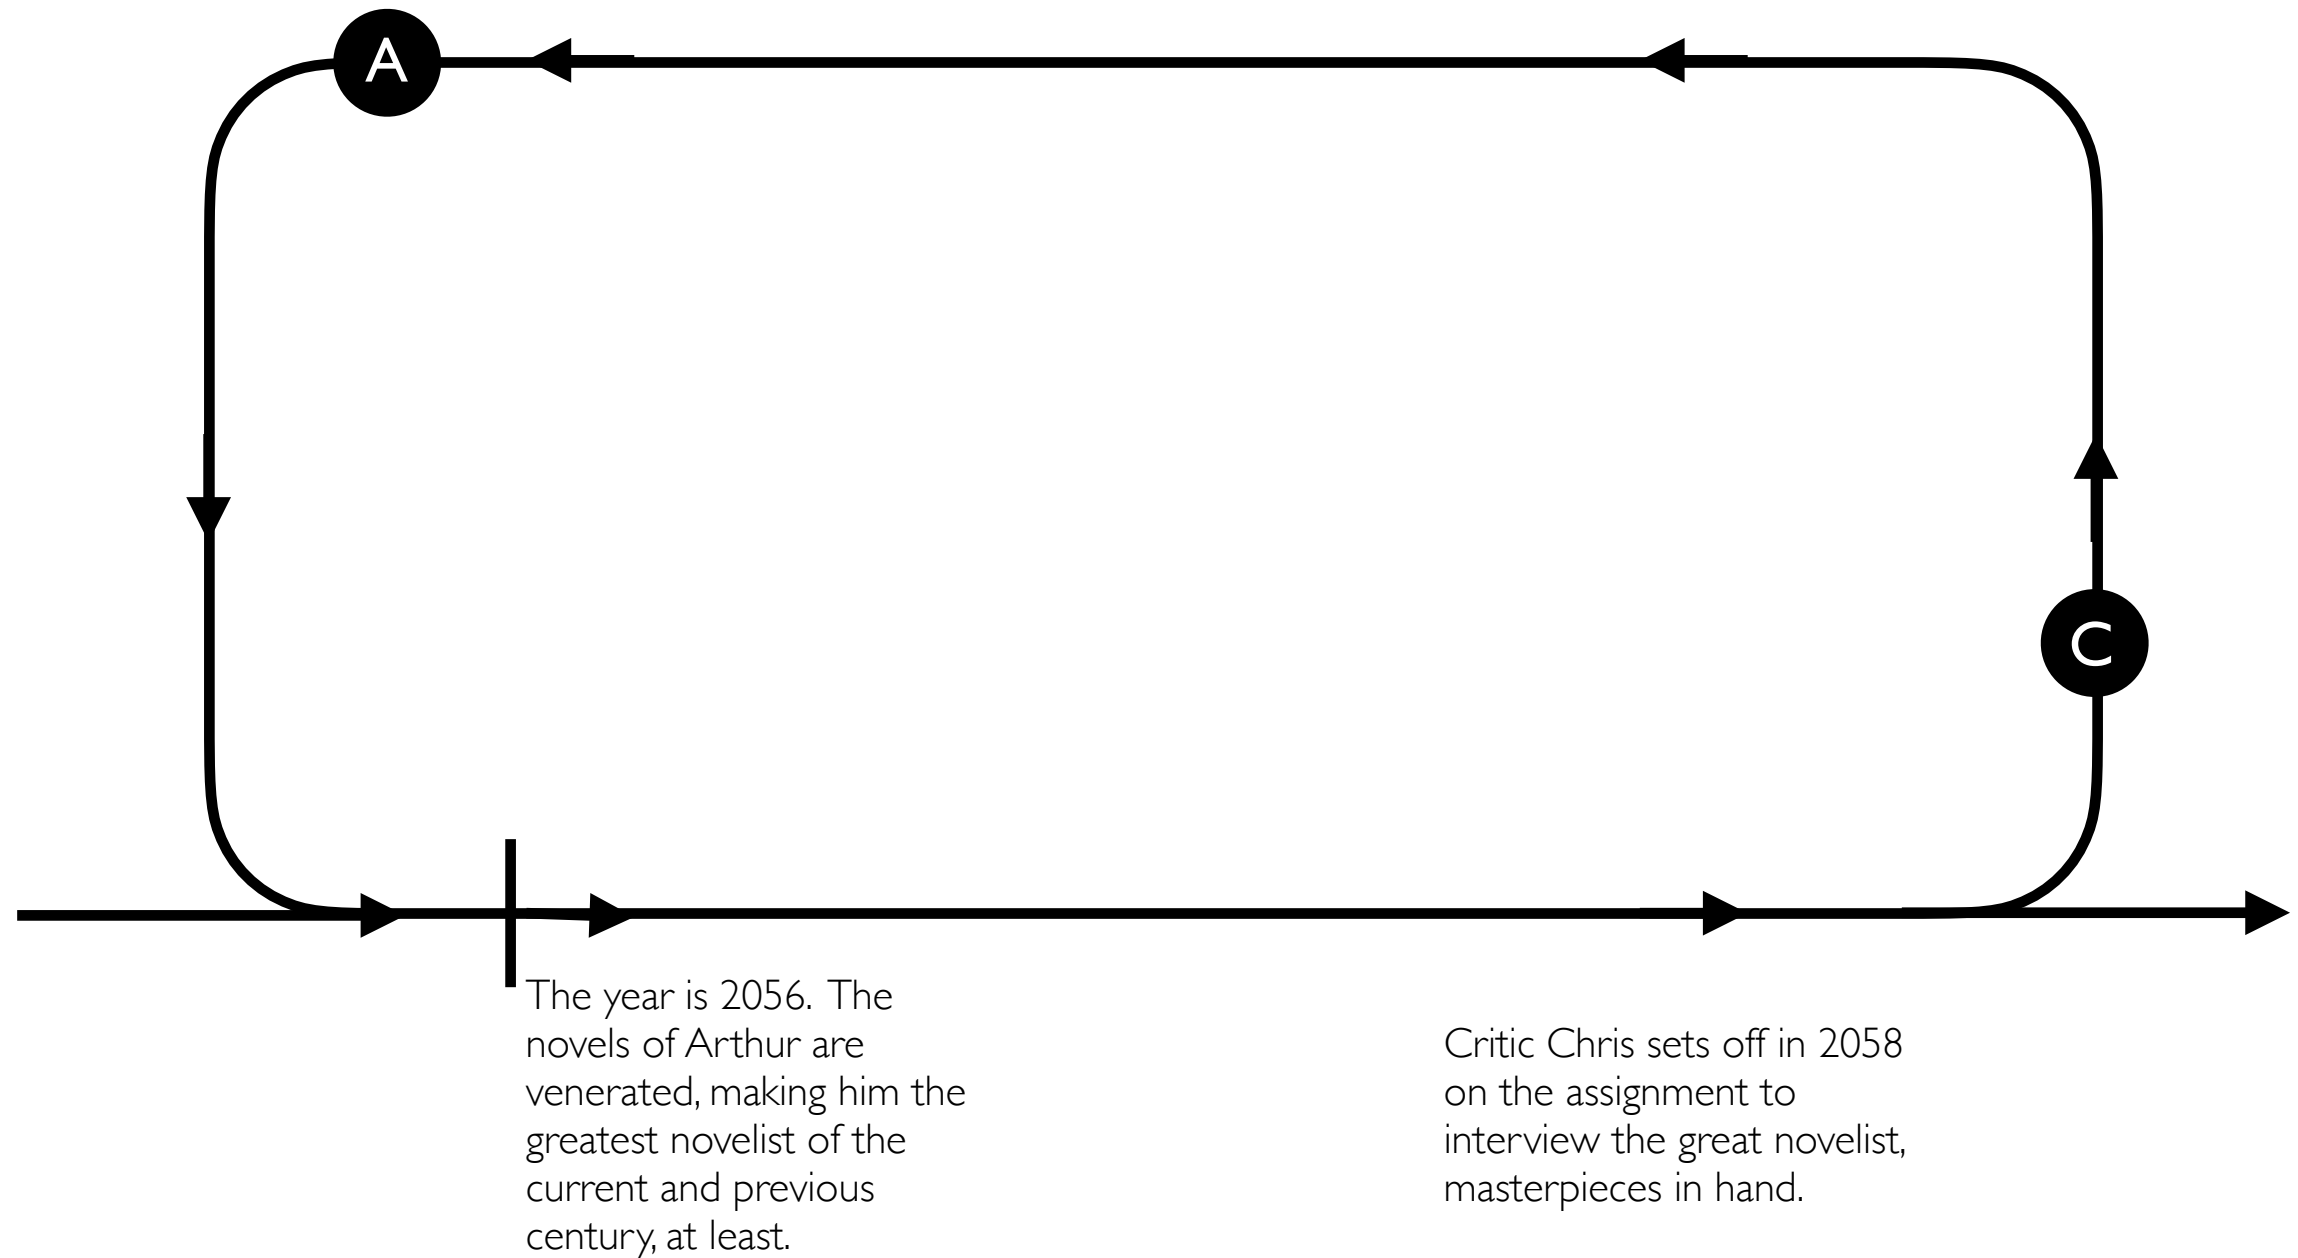 A
C
The year is 2056. The
novels of Arthur are
venerated, making him the
greatest novelist of the
current and previous
century, at least.
Critic Chris sets off in 2058
on the assignment to
interview the great novelist,
masterpieces in hand.